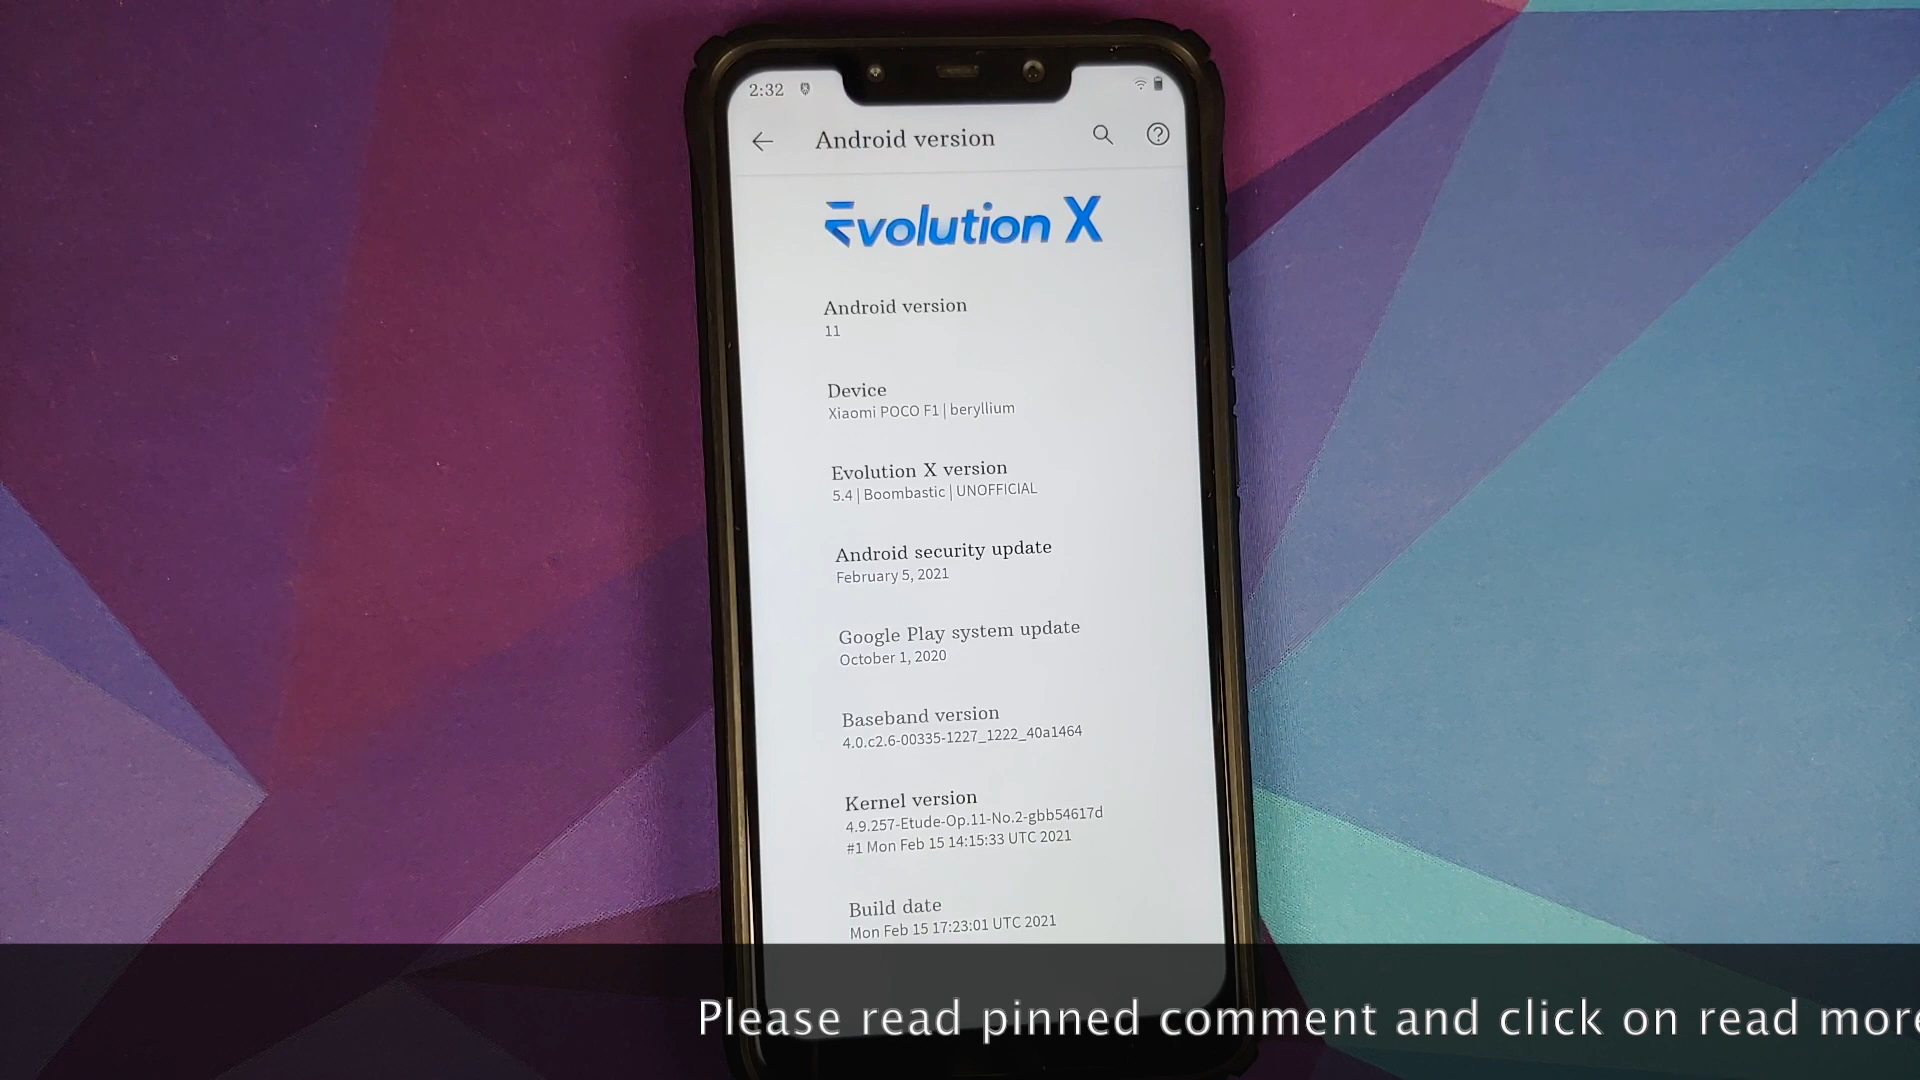 2:32
Android version
Evolution X
Android version
11
Device
Xiaomi POCO F1 | beryllium
Evolution X version
5.4 | Boombastic | UNOFFICIAL
Android security update
February 5, 2021
Google Play system update
October 1, 2020
Baseband version
4.0.c2.6-00335-1227_1222_40a1464
Kernel version
4.9.257-Etude-Op.11-No.2-gbb54617d
#1 Mon Feb 15 14:15:33 UTC 2021
Build date
Mon Feb 15 17:23:01 UTC 2021
Please read pinned comment and click on read more